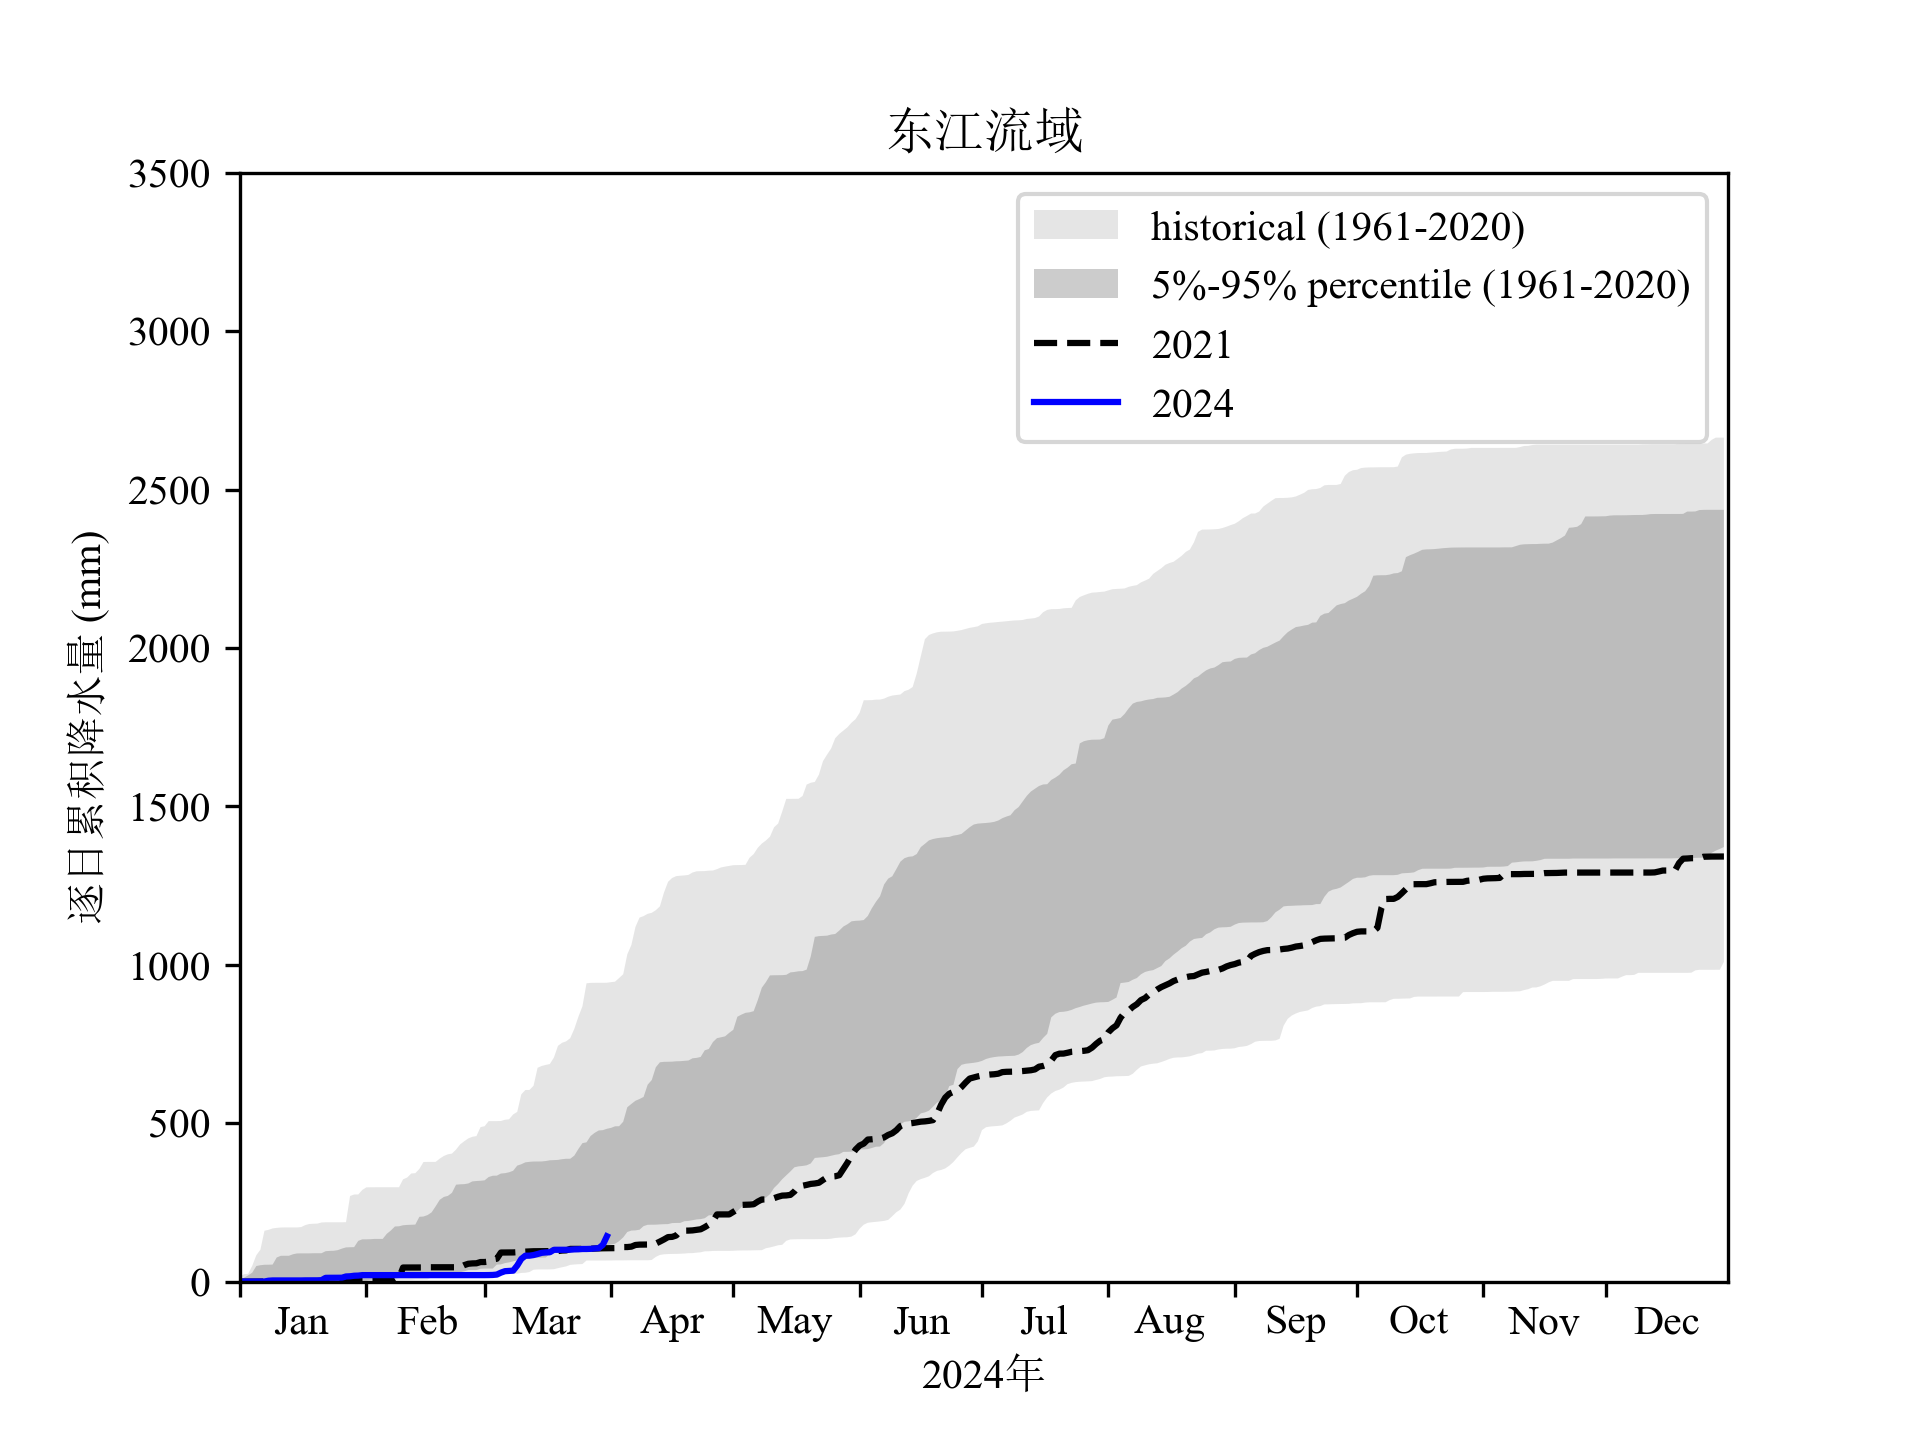 东江流域
3500
3000
2500
2000
1500
1000
500
0
逐日累积降水量 (mm)
historical (1961-2020)
5%-95% percentile (1961-2020)
2021
2024
Jan Feb Mar Apr May Jun Jul Aug Sep Oct Nov Dec
2024年